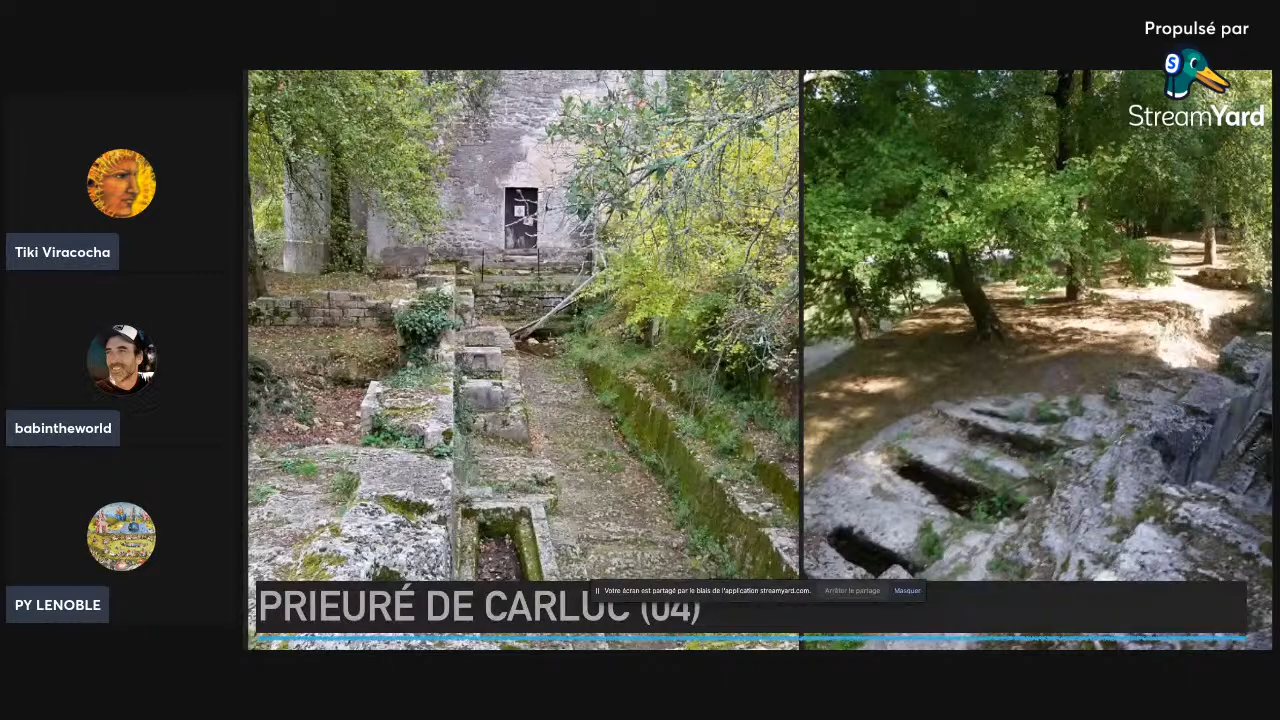 Propulsé par
StreamYard
Tiki Viracocha
babintheworld
PY LENOBLE
|| Votre écran est partagé par le biais de l'application streamyard.com. Arrêter le partage Masquer
PRIEURÉ DE CARLUC (04)